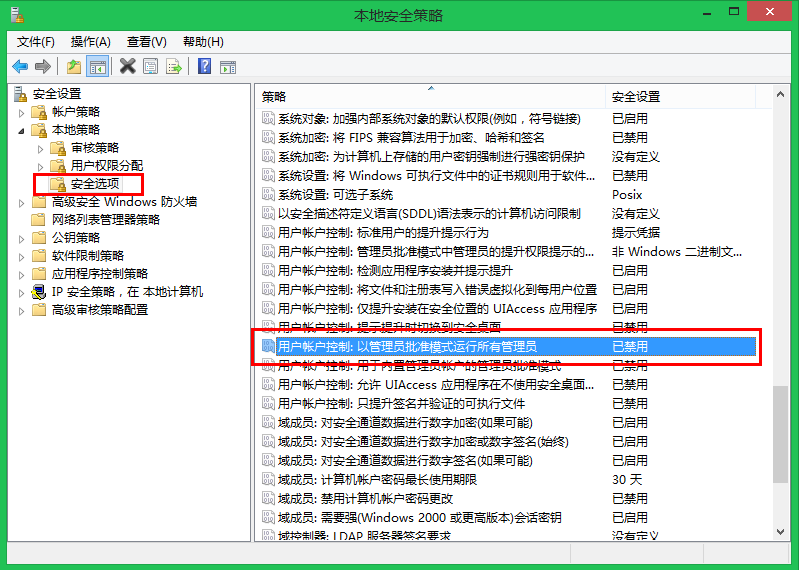 本地安全策略
文件(F) 操作(A) 查看(V) 帮助(H)
安全设置
帐户策略
本地策略
审核策略
用户权限分配
安全选项
高级安全 Windows 防火墙
网络列表管理器策略
公钥策略
软件限制策略
应用程序控制策略
IP 安全策略，在 本地计算机
高级审核策略配置
策略 安全设置
系统对象: 加强内部系统对象的默认权限(例如，符号链接) 已启用
系统加密: 将 FIPS 兼容算法用于加密、哈希和签名 已禁用
系统加密: 为计算机上存储的用户密钥强制进行强密钥保护 没有定义
系统设置: 将 Windows 可执行文件中的证书规则用于软件... 已禁用
系统设置: 可选子系统 Posix
以安全描述符定义语言(SDDL)语法表示的计算机访问限制 没有定义
用户帐户控制: 标准用户的提升提示行为 提示凭据
用户帐户控制: 管理员批准模式中管理员的提升权限提示的... 非 Windows 二进制文...
用户帐户控制: 检测应用程序安装并提示提升 已启用
用户帐户控制: 将文件和注册表写入错误虚拟化到每用户位置 已启用
用户帐户控制: 仅提升安装在安全位置的 UIAccess 应用程序 已启用
用户帐户控制: 提示提升时切换到安全桌面 已禁用
用户帐户控制: 以管理员批准模式运行所有管理员 已禁用
用户帐户控制: 用于内置管理员帐户的管理员批准模式 已禁用
用户帐户控制: 允许 UIAccess 应用程序在不使用安全桌面... 已禁用
用户帐户控制: 只提升签名并验证的可执行文件 已禁用
域成员: 对安全通道数据进行数字加密(如果可能) 已启用
域成员: 对安全通道数据进行数字加密或数字签名(始终) 已启用
域成员: 对安全通道数据进行数字签名(如果可能) 已启用
域成员: 计算机帐户密码最长使用期限 30 天
域成员: 禁用计算机帐户密码更改 已禁用
域成员: 需要强(Windows 2000 或更高版本)会话密钥 已启用
域控制器: LDAP 服务器签名要求 没有定义